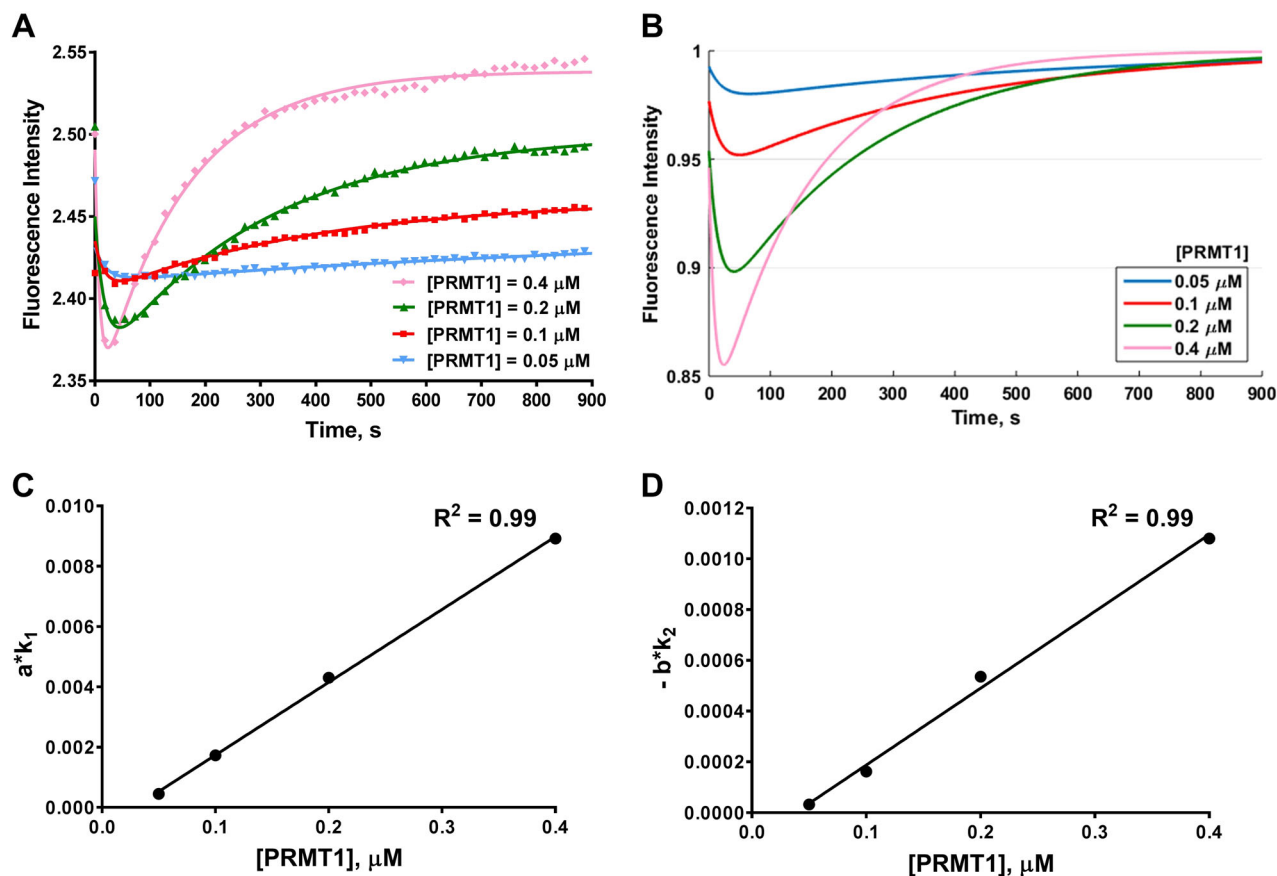 A
Fluorescence Intensity
2.55
2.50
2.45
2.40
2.35
0 100 200 300 400 500 600 700 800 900
Time, s
[PRMT1] = 0.4 μM
[PRMT1] = 0.2 μM
[PRMT1] = 0.1 μM
[PRMT1] = 0.05 μM
B
Fluorescence Intensity
1
0.95
0.9
0.85
0 100 200 300 400 500 600 700 800 900
Time, s
[PRMT1]
0.05 μM
0.1 μM
0.2 μM
0.4 μM
C
R² = 0.99
a*k₁
0.010
0.008
0.006
0.004
0.002
0.000
0.0 0.1 0.2 0.3 0.4
[PRMT1], μM
D
R² = 0.99
- b*k₂
0.0012
0.0010
0.0008
0.0006
0.0004
0.0002
0.0000
0.0 0.1 0.2 0.3 0.4
[PRMT1], μM